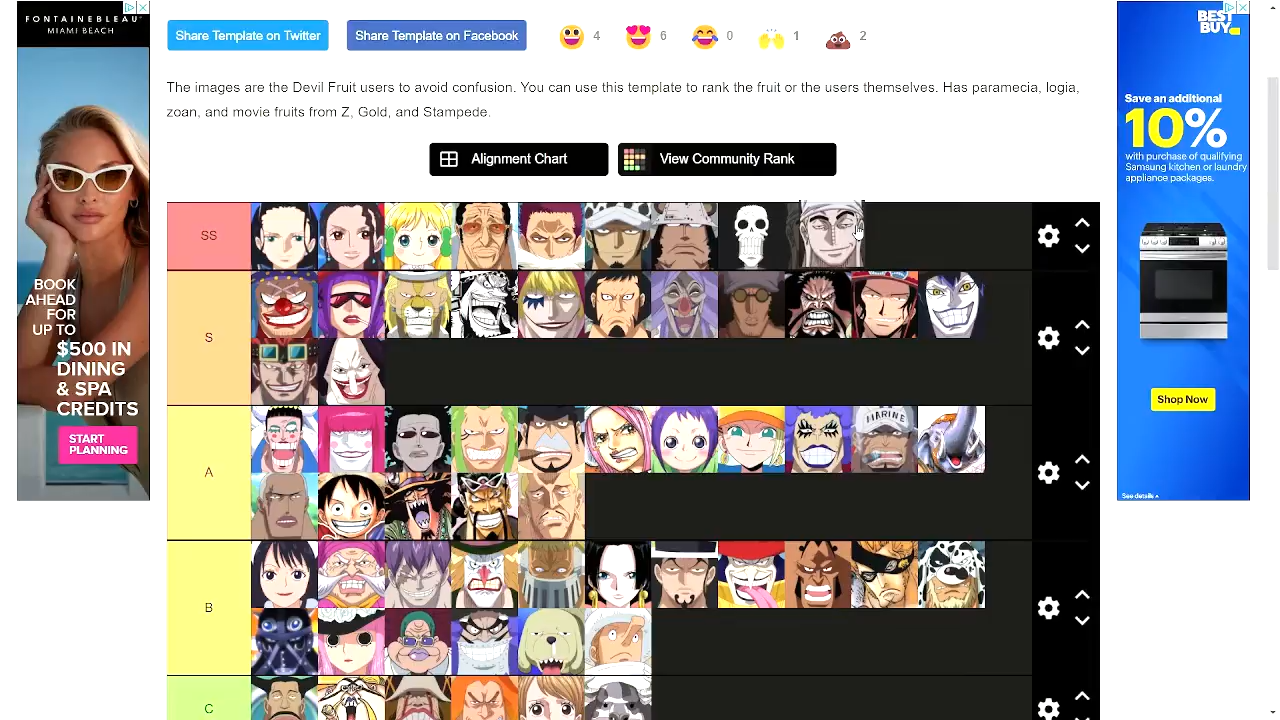 FONTAINEBLEAU
MIAMI BEACH
BOOK
AHEAD
FOR
UP TO
$500 IN
DINING
& SPA
CREDITS
START
PLANNING
Share Template on Twitter
Share Template on Facebook
4
6
0
1
2
The images are the Devil Fruit users to avoid confusion. You can use this template to rank the fruit or the users themselves. Has paramecia, logia,
zoan, and movie fruits from Z, Gold, and Stampede.
Alignment Chart
View Community Rank
SS
S
A
MARINE
B
C
BEST
BUY
Save an additional
10%
with purchase of qualifying
Samsung kitchen or laundry
appliance packages.
Shop Now
See details